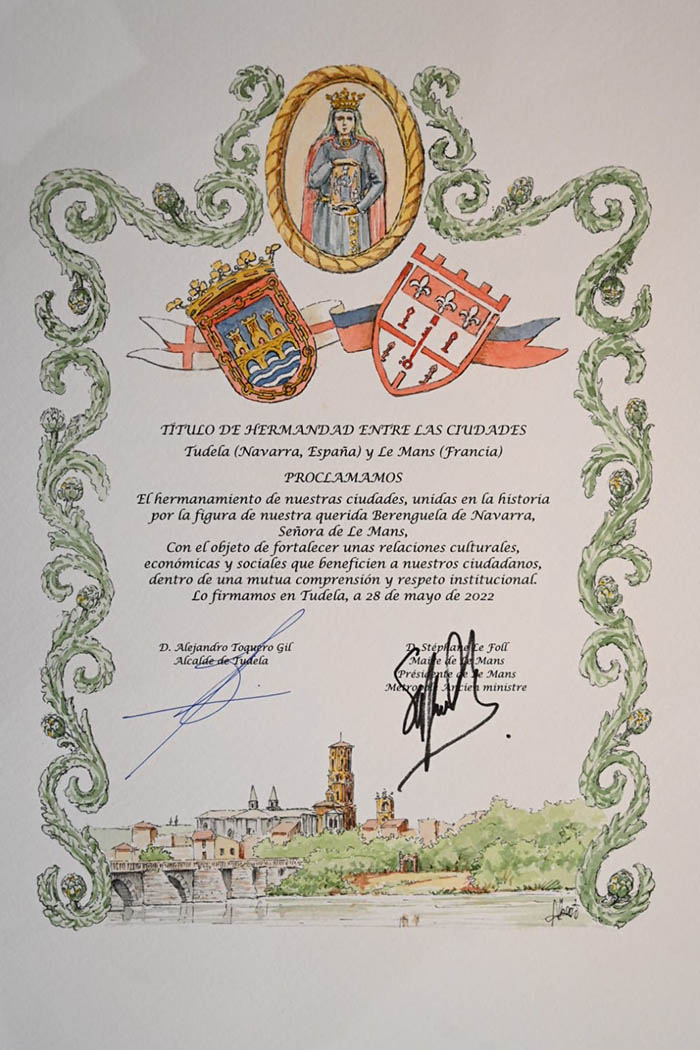 TÍTULO DE HERMANDAD ENTRE LAS CIUDADES
Tudela (Navarra, España) y Le Mans (Francia)
PROCLAMAMOS
El hermanamiento de nuestras ciudades, unidas en la historia
por la figura de nuestra querida Berenguela de Navarra,
Señora de Le Mans,
Con el objeto de fortalecer unas relaciones culturales,
económicas y sociales que beneficien a nuestros ciudadanos,
dentro de una mutua comprensión y respeto institucional.
Lo firmamos en Tudela, a 28 de mayo de 2022
D. Alejandro Toquero Gil
Alcalde de Tudela
D. Stéphane Le Foll
Maire de Le Mans
Présidente de Le Mans
Ancien ministre